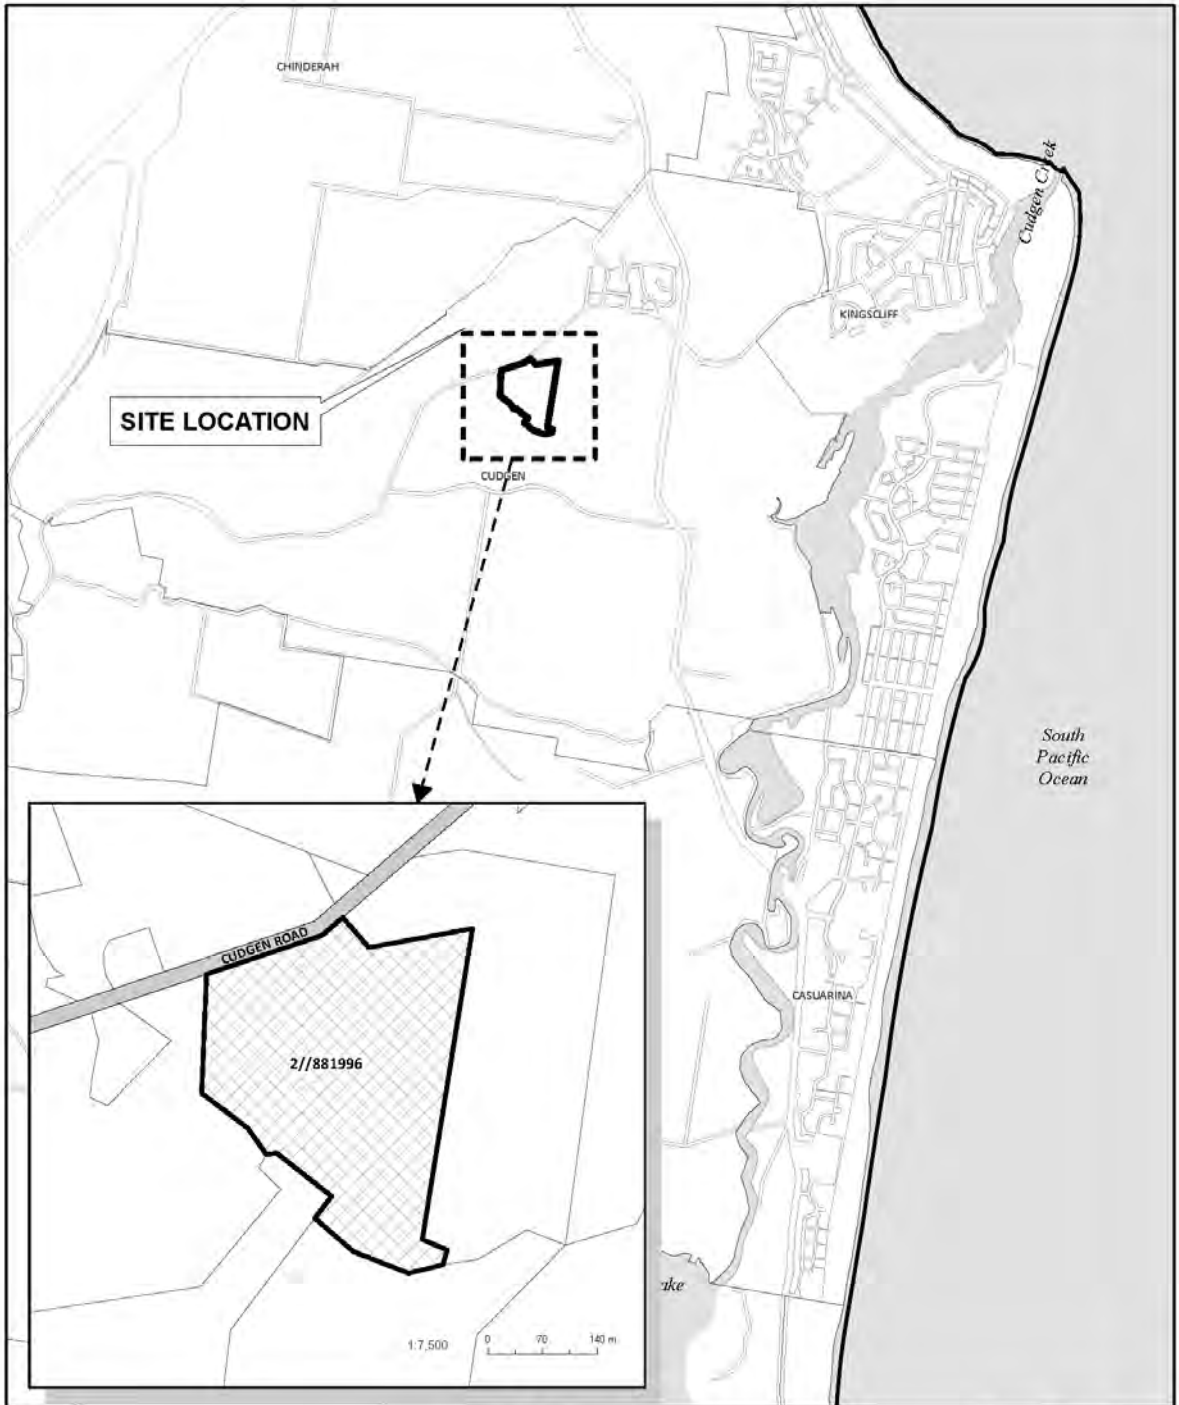 CHINDERAH
Cudgen Creek
KINGSCLIFF
SITE LOCATION
CUDGEN
South
Pacific
Ocean
CUDGEN ROAD
2//881996
CASUARINA
ake
1:7,500
0 70 140 m